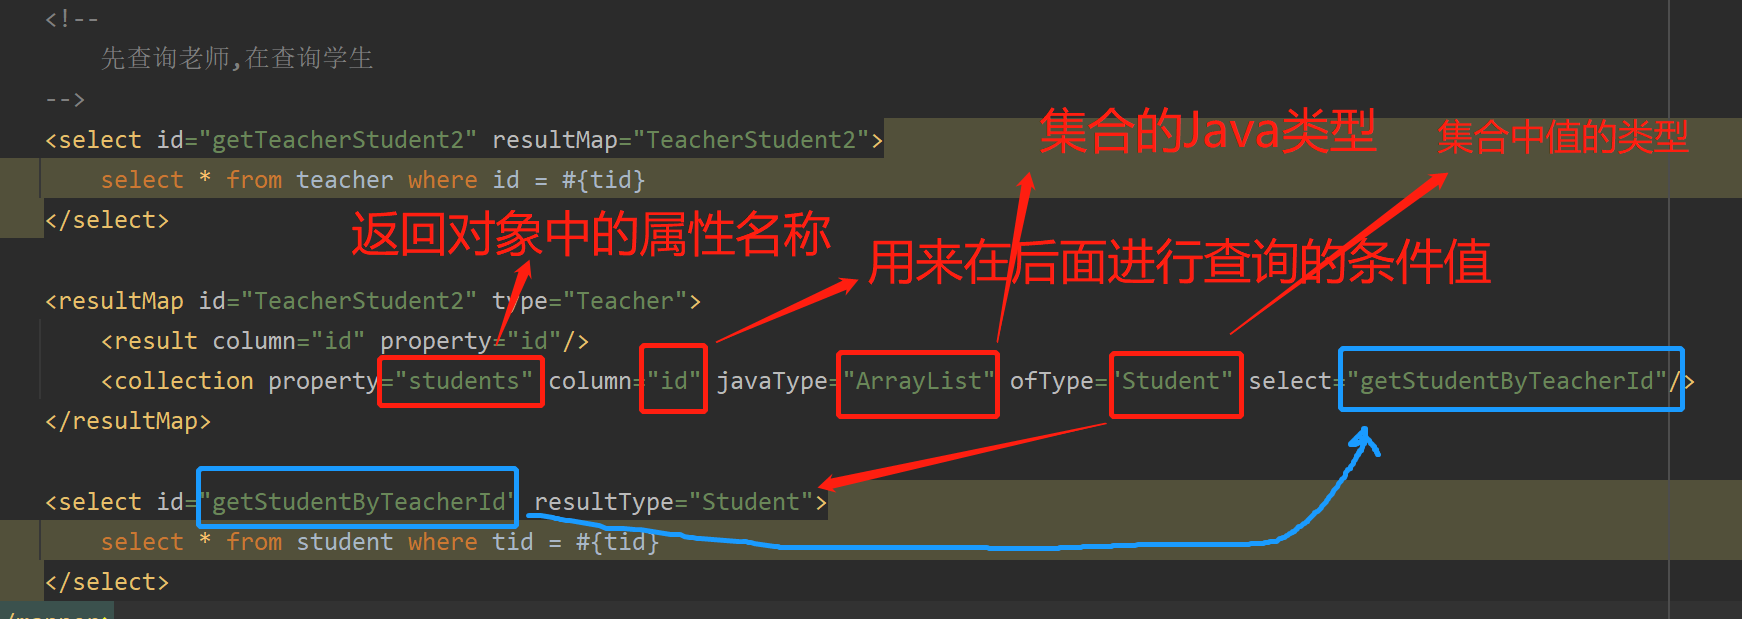 <!--
先查询老师,在查询学生
-->
<select id="getTeacherStudent2" resultMap="TeacherStudent2">
集合的Java类型
集合中值的类型
select * from teacher where id = #{tid}
</select>
返回对象中的属性名称
用来在后面进行查询的条件值
<resultMap id="TeacherStudent2" type="Teacher">
<result column="id" property="id"/>
<collection property="students" column="id" javaType="ArrayList" ofType="Student" select="getStudentByTeacherId"/>
</resultMap>
<select id="getStudentByTeacherId" resultType="Student">
select * from student where tid = #{tid}
</select>